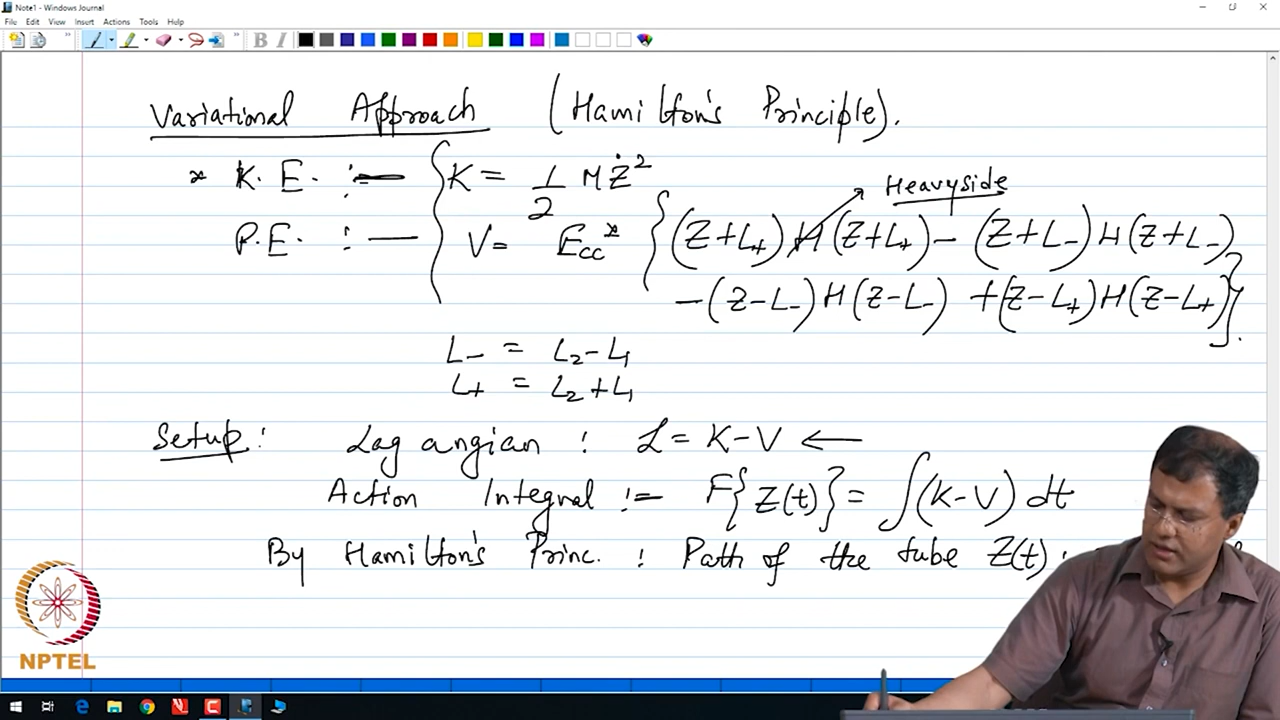 Note1 - Windows Journal
File Edit View Insert Actions Tools Help
B I
Variational Approach (Hamilton's Principle).
* K.E. :- K = 1/2 M Ż²
Heavyside
P.E. :- V = Ecc* { (Z+L₊) H(Z+L₊) - (Z+L₋) H(Z+L₋)
-(Z-L₋) H(Z-L₋) +(Z-L₊) H(Z-L₊) }.
L₋ = L₂-L₁
L₊ = L₂+L₁
Setup: Lagangian : L = K-V ←
Action Integral :- F{Z(t)} = ∫(K-V) dt
By Hamilton's Princ. : Path of the tube Z(t) :
NPTEL